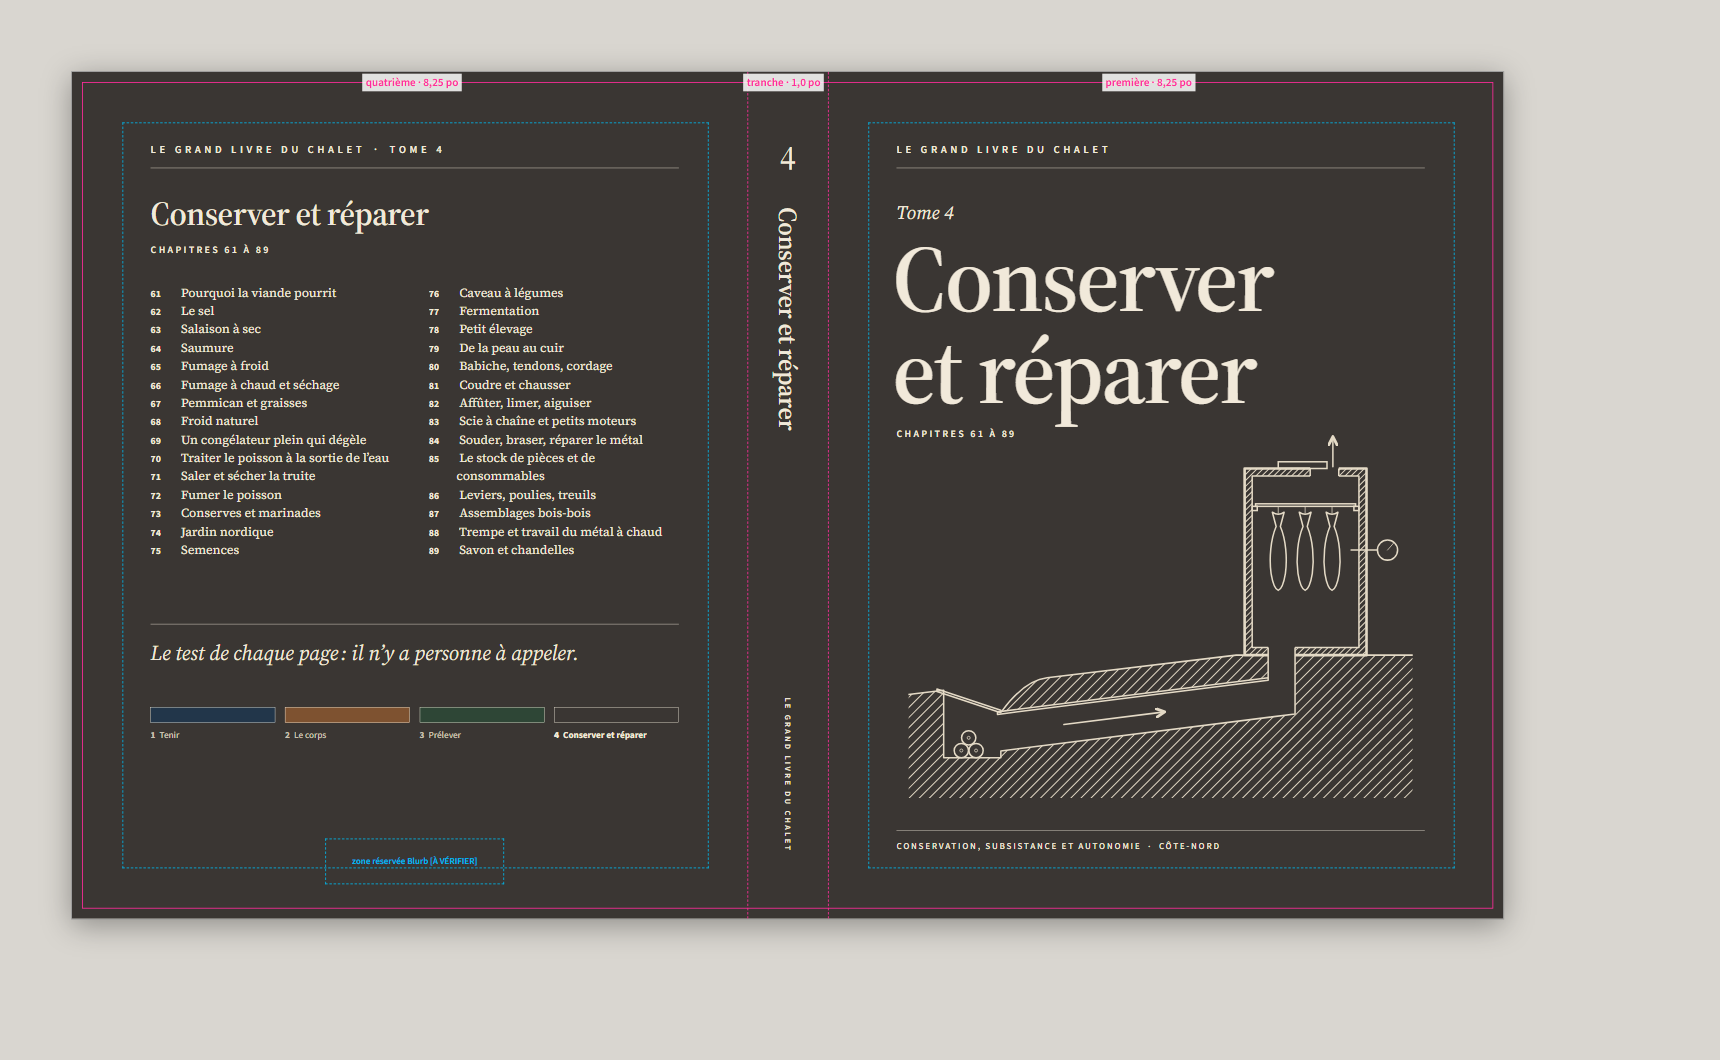 quatrième · 8,25 po
tranche · 1,0 po
première · 8,25 po
LE GRAND LIVRE DU CHALET · TOME 4
Conserver et réparer
CHAPITRES 61 À 89
61 Pourquoi la viande pourrit
62 Le sel
63 Salaison à sec
64 Saumure
65 Fumage à froid
66 Fumage à chaud et séchage
67 Pemmican et graisses
68 Froid naturel
69 Un congélateur plein qui dégèle
70 Traiter le poisson à la sortie de l’eau
71 Saler et sécher la truite
72 Fumer le poisson
73 Conserves et marinades
74 Jardin nordique
75 Semences
76 Caveau à légumes
77 Fermentation
78 Petit élevage
79 De la peau au cuir
80 Babiche, tendons, cordage
81 Coudre et chausser
82 Affûter, limer, aiguiser
83 Scie à chaîne et petits moteurs
84 Souder, braser, réparer le métal
85 Le stock de pièces et de
consommables
86 Leviers, poulies, treuils
87 Assemblages bois-bois
88 Trempe et travail du métal à chaud
89 Savon et chandelles
Le test de chaque page : il n’y a personne à appeler.
1 Tenir
2 Le corps
3 Prélever
4 Conserver et réparer
zone réservée Blurb [À VÉRIFIER]
4
Conserver et réparer
LE GRAND LIVRE DU CHALET
LE GRAND LIVRE DU CHALET
Tome 4
Conserver
et réparer
CHAPITRES 61 À 89
CONSERVATION, SUBSISTANCE ET AUTONOMIE · CÔTE-NORD